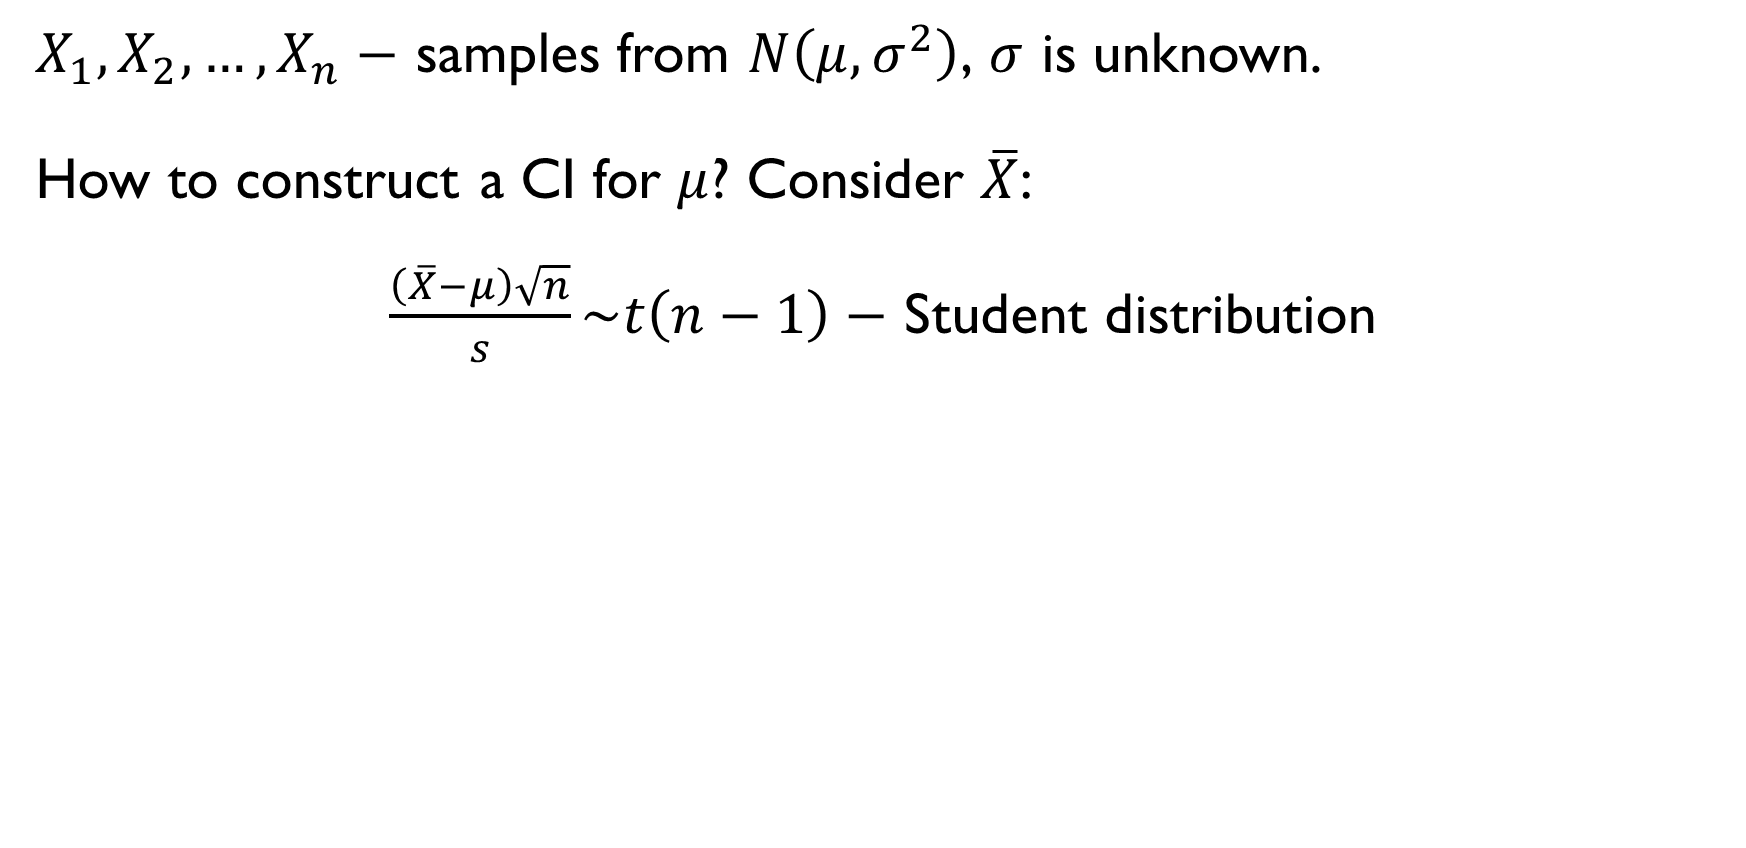 X₁, X₂, …, Xₙ − samples from N(μ, σ²), σ is unknown.
How to construct a CI for μ? Consider X̄:
(X̄−μ)√n / s ~t(n − 1) − Student distribution